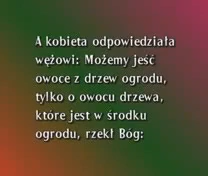 A kobieta odpowiedziała
wężowi: Możemy jeść
owoce z drzew ogrodu,
tylko o owocu drzewa,
które jest w środku
ogrodu, rzekł Bóg: